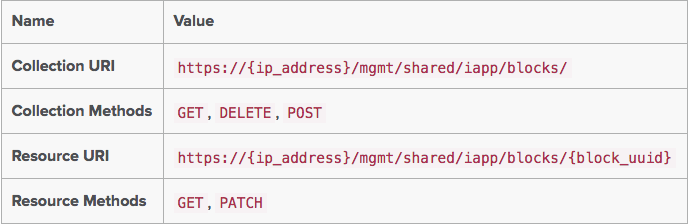 Name Value
Collection URI https://{ip_address}/mgmt/shared/iapp/blocks/
Collection Methods GET, DELETE, POST
Resource URI https://{ip_address}/mgmt/shared/iapp/blocks/{block_uuid}
Resource Methods GET, PATCH